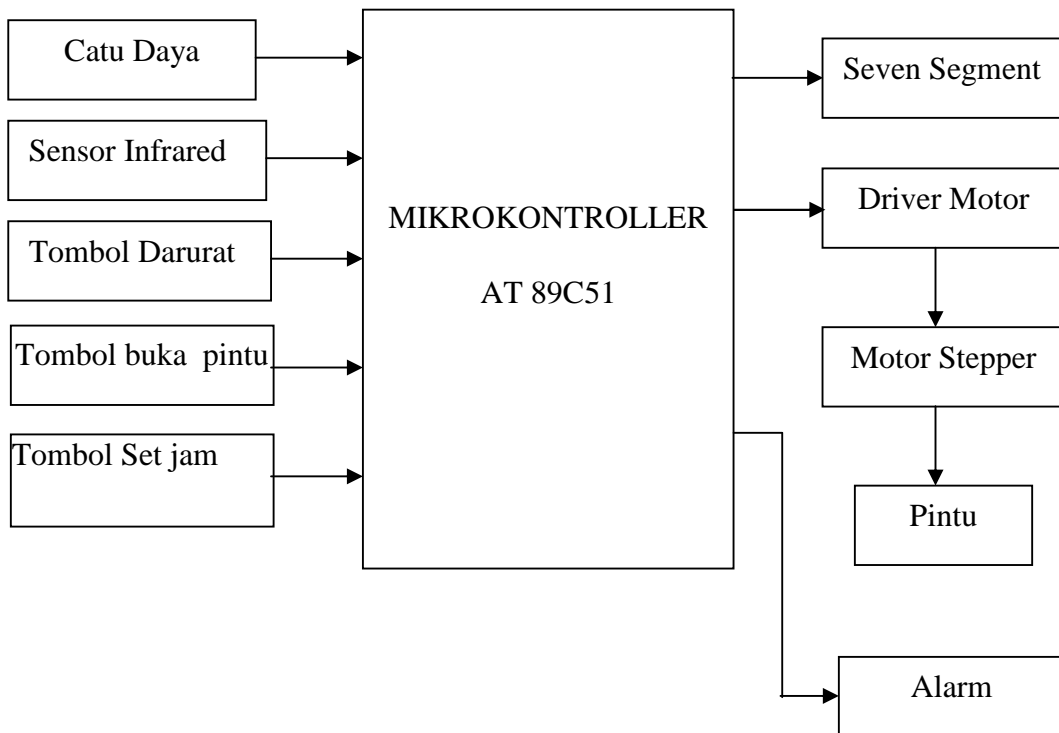 Catu Daya
Sensor Infrared
Tombol Darurat
Tombol buka pintu
Tombol Set jam
MIKROKONTROLLER
AT 89C51
Seven Segment
Driver Motor
Motor Stepper
Pintu
Alarm